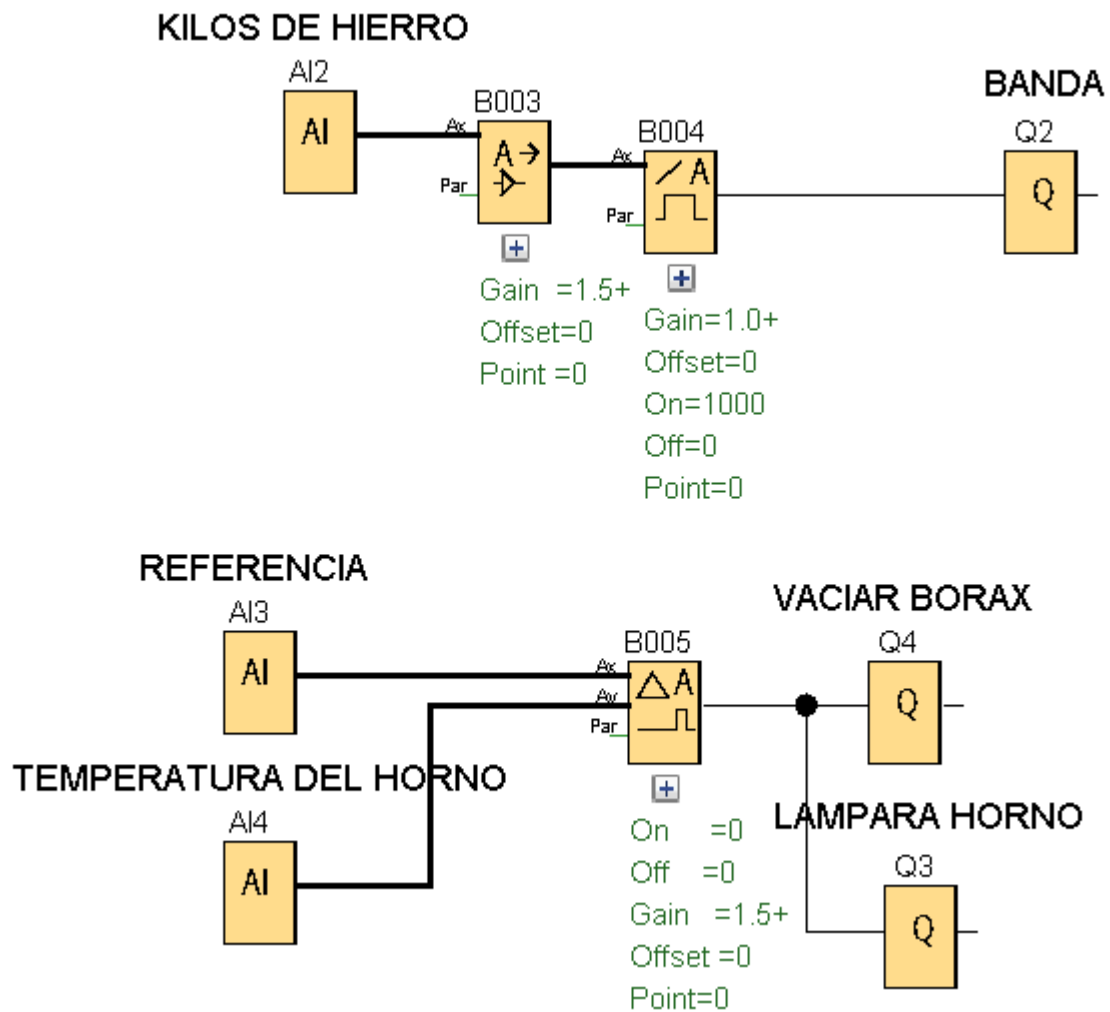 KILOS DE HIERRO
AI2
AI
Ax
B003
A→
Par
Gain =1.5+
Offset=0
Point =0
Ax
B004
A
Par
Gain=1.0+
Offset=0
On=1000
Off=0
Point=0
BANDA
Q2
Q
REFERENCIA
AI3
AI
TEMPERATURA DEL HORNO
AI4
AI
B005
Ax
Ay
Par
A
On =0
Off =0
Gain =1.5+
Offset =0
Point=0
VACIAR BORAX
Q4
Q
LAMPARA HORNO
Q3
Q